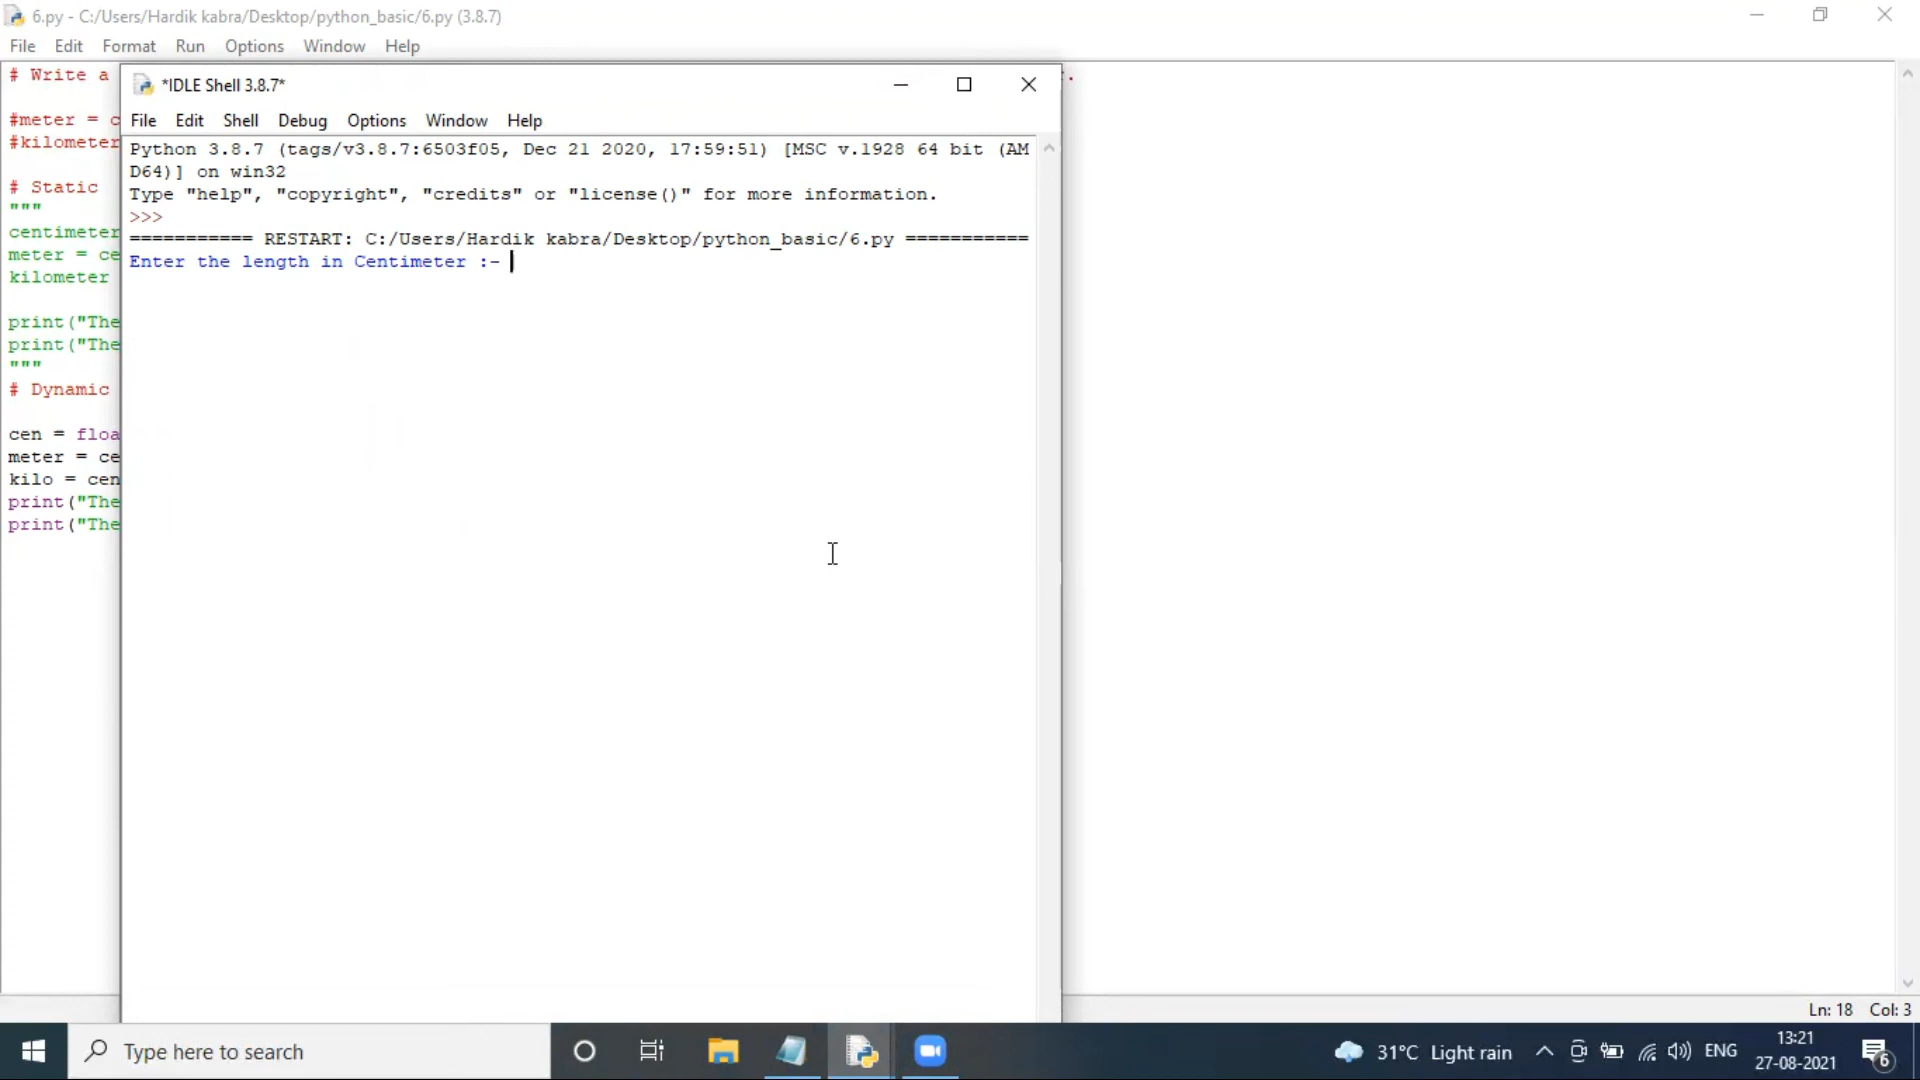 6.py - C:/Users/Hardik kabra/Desktop/python_basic/6.py (3.8.7)
File Edit Format Run Options Window Help
# Write a
#meter = c
#kilometer
# Static
"""
centimeter
meter = ce
kilometer
print("The
print("The
"""
# Dynamic
cen = floa
meter = ce
kilo = cen
print("The
print("The
*IDLE Shell 3.8.7*
File Edit Shell Debug Options Window Help
Python 3.8.7 (tags/v3.8.7:6503f05, Dec 21 2020, 17:59:51) [MSC v.1928 64 bit (AM
D64)] on win32
Type "help", "copyright", "credits" or "license()" for more information.
>>>
=========== RESTART: C:/Users/Hardik kabra/Desktop/python_basic/6.py ===========
Enter the length in Centimeter :-
.
Ln: 18 Col: 3
Type here to search
31°C Light rain
ENG
13:21
27-08-2021
6